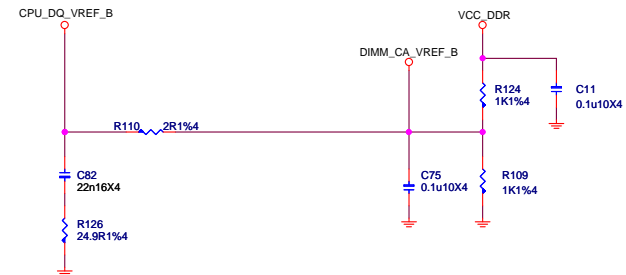 CPU_DQ_VREF_B
VCC_DDR
DIMM_CA_VREF_B
R124
1K1%4
C11
0.1u10X4
R110
2R1%4
C82
22n16X4
C75
0.1u10X4
R109
1K1%4
R126
24.9R1%4